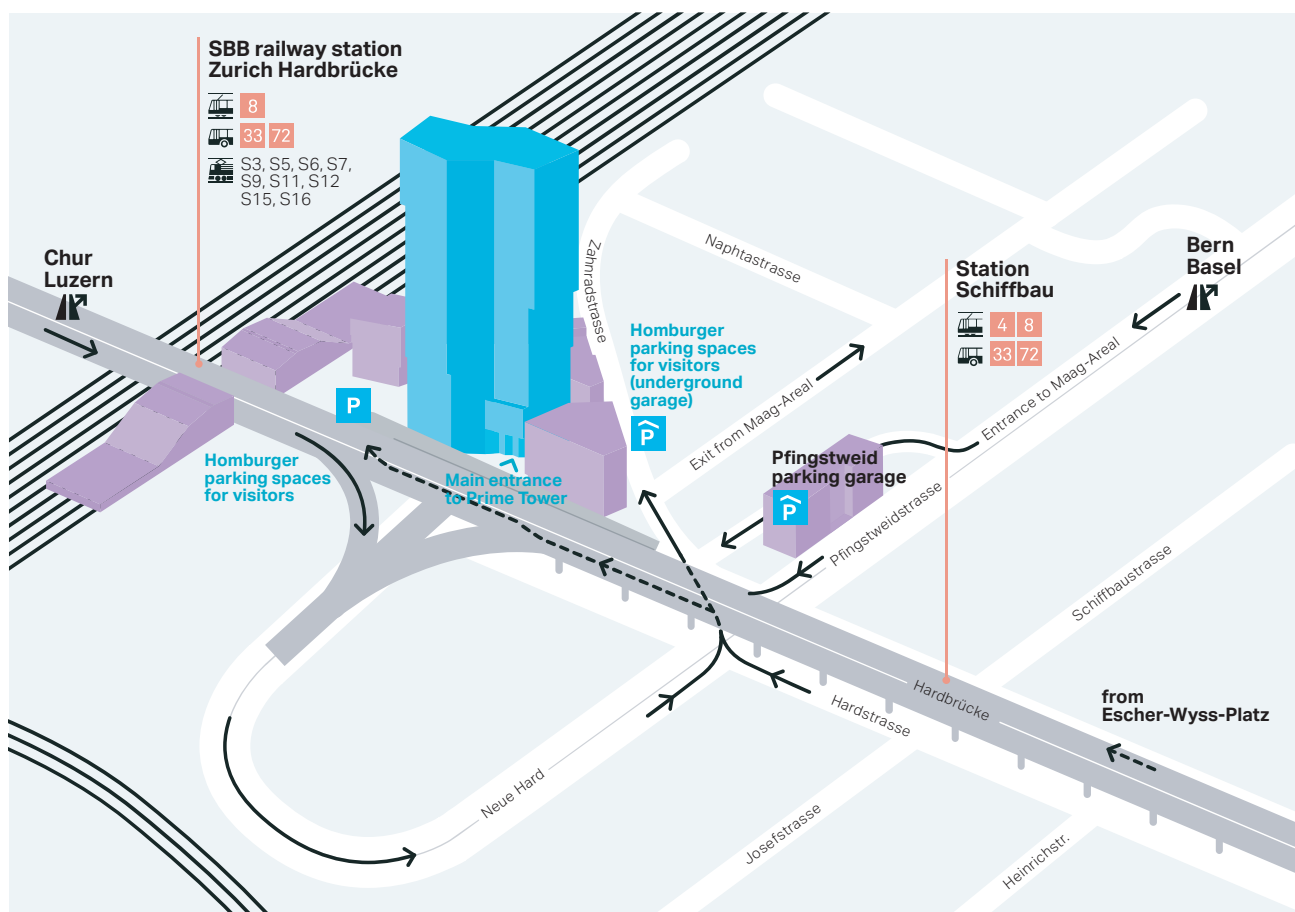 SBB railway station
Zurich Hardbrücke
8
33 72
S3, S5, S6, S7,
S9, S11, S12
S15, S16
Chur
Luzern
Bern
Basel
Station
Schiffbau
4 8
33 72
Zahnradstrasse
Naphtastrasse
Homburger
parking spaces
for visitors
(underground
garage)
P
P
Exit from Maag-Areal
Entrance to Maag-Areal
Homburger
parking spaces
for visitors
Main entrance
to Prime Tower
Pfingstweid
parking garage
P
Pfingstweidstrasse
Schiffbaustrasse
Hardbrücke
Hardstrasse
from
Escher-Wyss-Platz
Neue Hard
Josefstrasse
Heinrichstr.